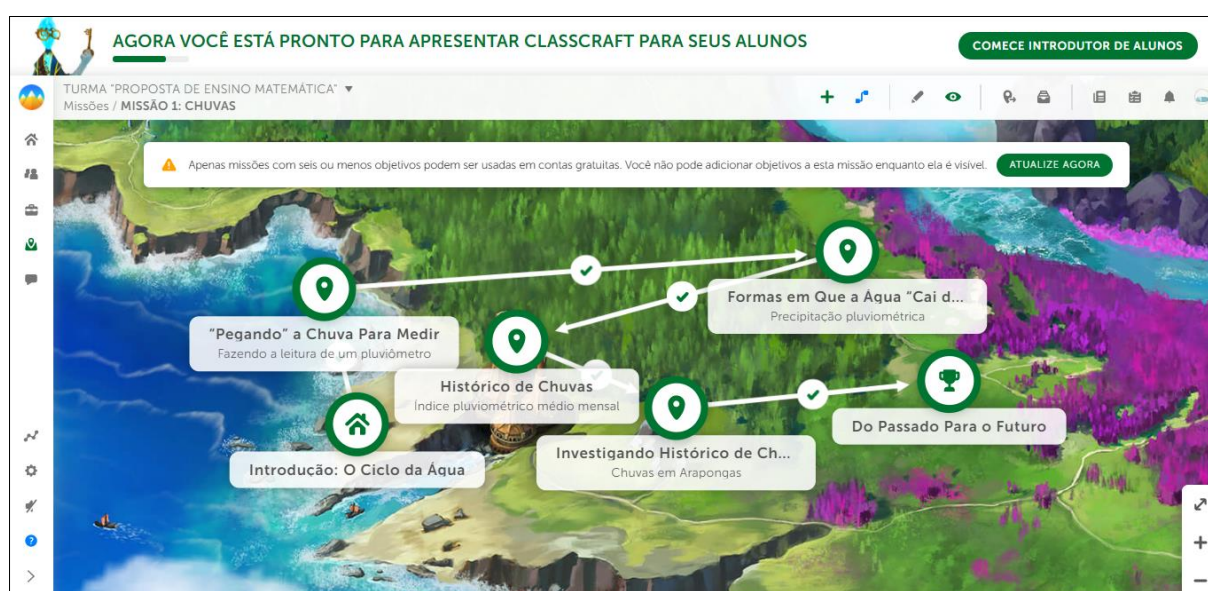 AGORA VOCÊ ESTÁ PRONTO PARA APRESENTAR CLASSCRAFT PARA SEUS ALUNOS
COMECE INTRODUTOR DE ALUNOS
TURMA "PROPOSTA DE ENSINO MATEMÁTICA" ▼
Missões / MISSÃO 1: CHUVAS
Apenas missões com seis ou menos objetivos podem ser usadas em contas gratuitas. Você não pode adicionar objetivos a esta missão enquanto ela é visível.
ATUALIZE AGORA
Formas em Que a Água "Cai d...
Precipitação pluviométrica
"Pegando" a Chuva Para Medir
Fazendo a leitura de um pluviômetro
Histórico de Chuvas
Índice pluviométrico médio mensal
Do Passado Para o Futuro
Investigando Histórico de Ch...
Chuvas em Arapongas
Introdução: O Ciclo da Água